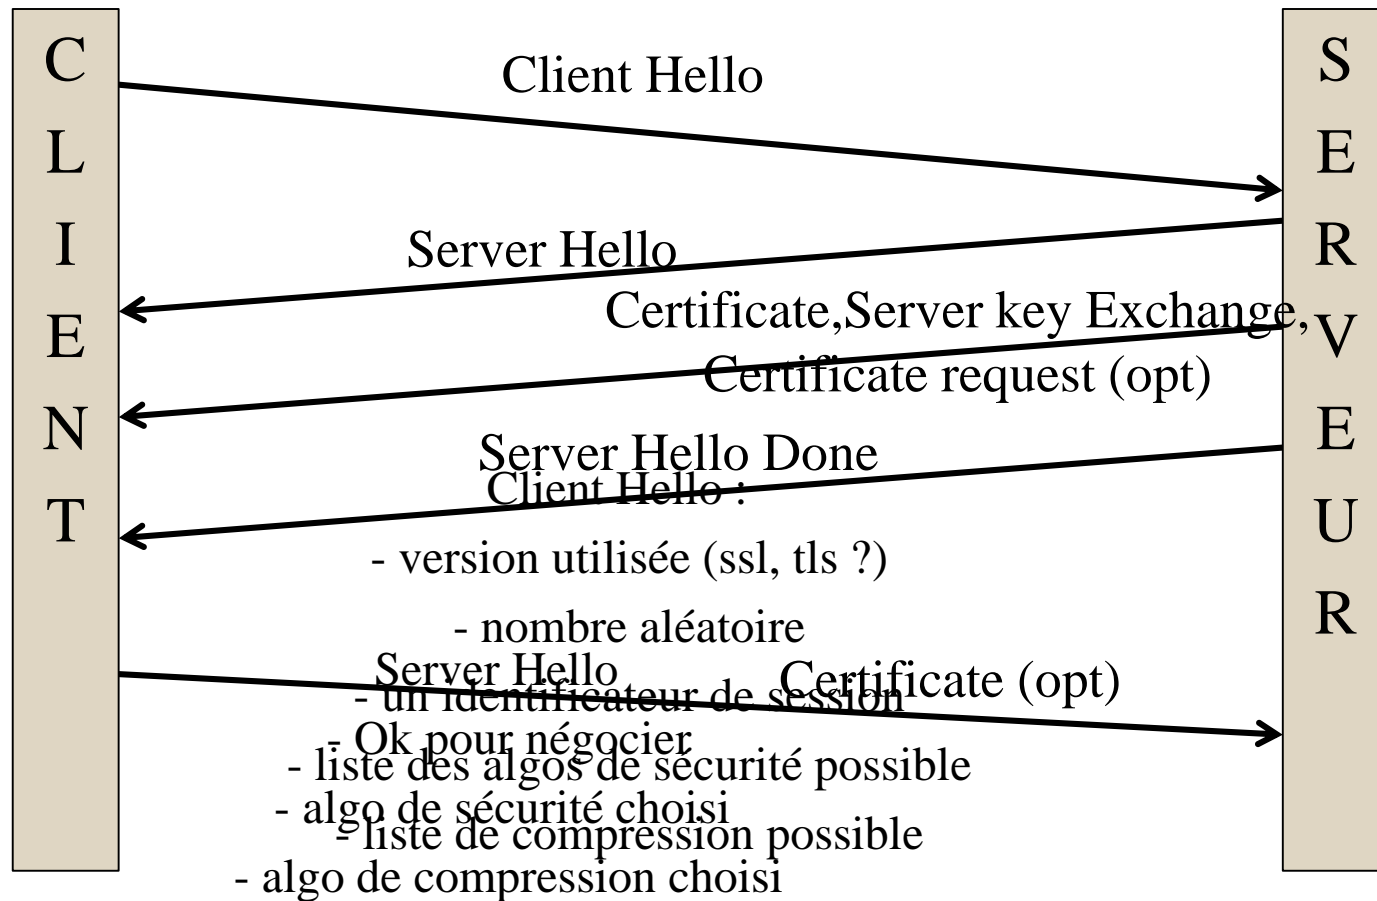 CLIENT
SERVEUR
Client Hello
Server Hello
Certificate,Server key Exchange,
Certificate request (opt)
Server Hello Done
Client Hello :
- version utilisée (ssl, tls ?)
- nombre aléatoire
- un identificateur de session
- liste des algos de sécurité possible
- liste de compression possible
Server Hello
- Ok pour négocier
- algo de sécurité choisi
- algo de compression choisi
Certificate (opt)